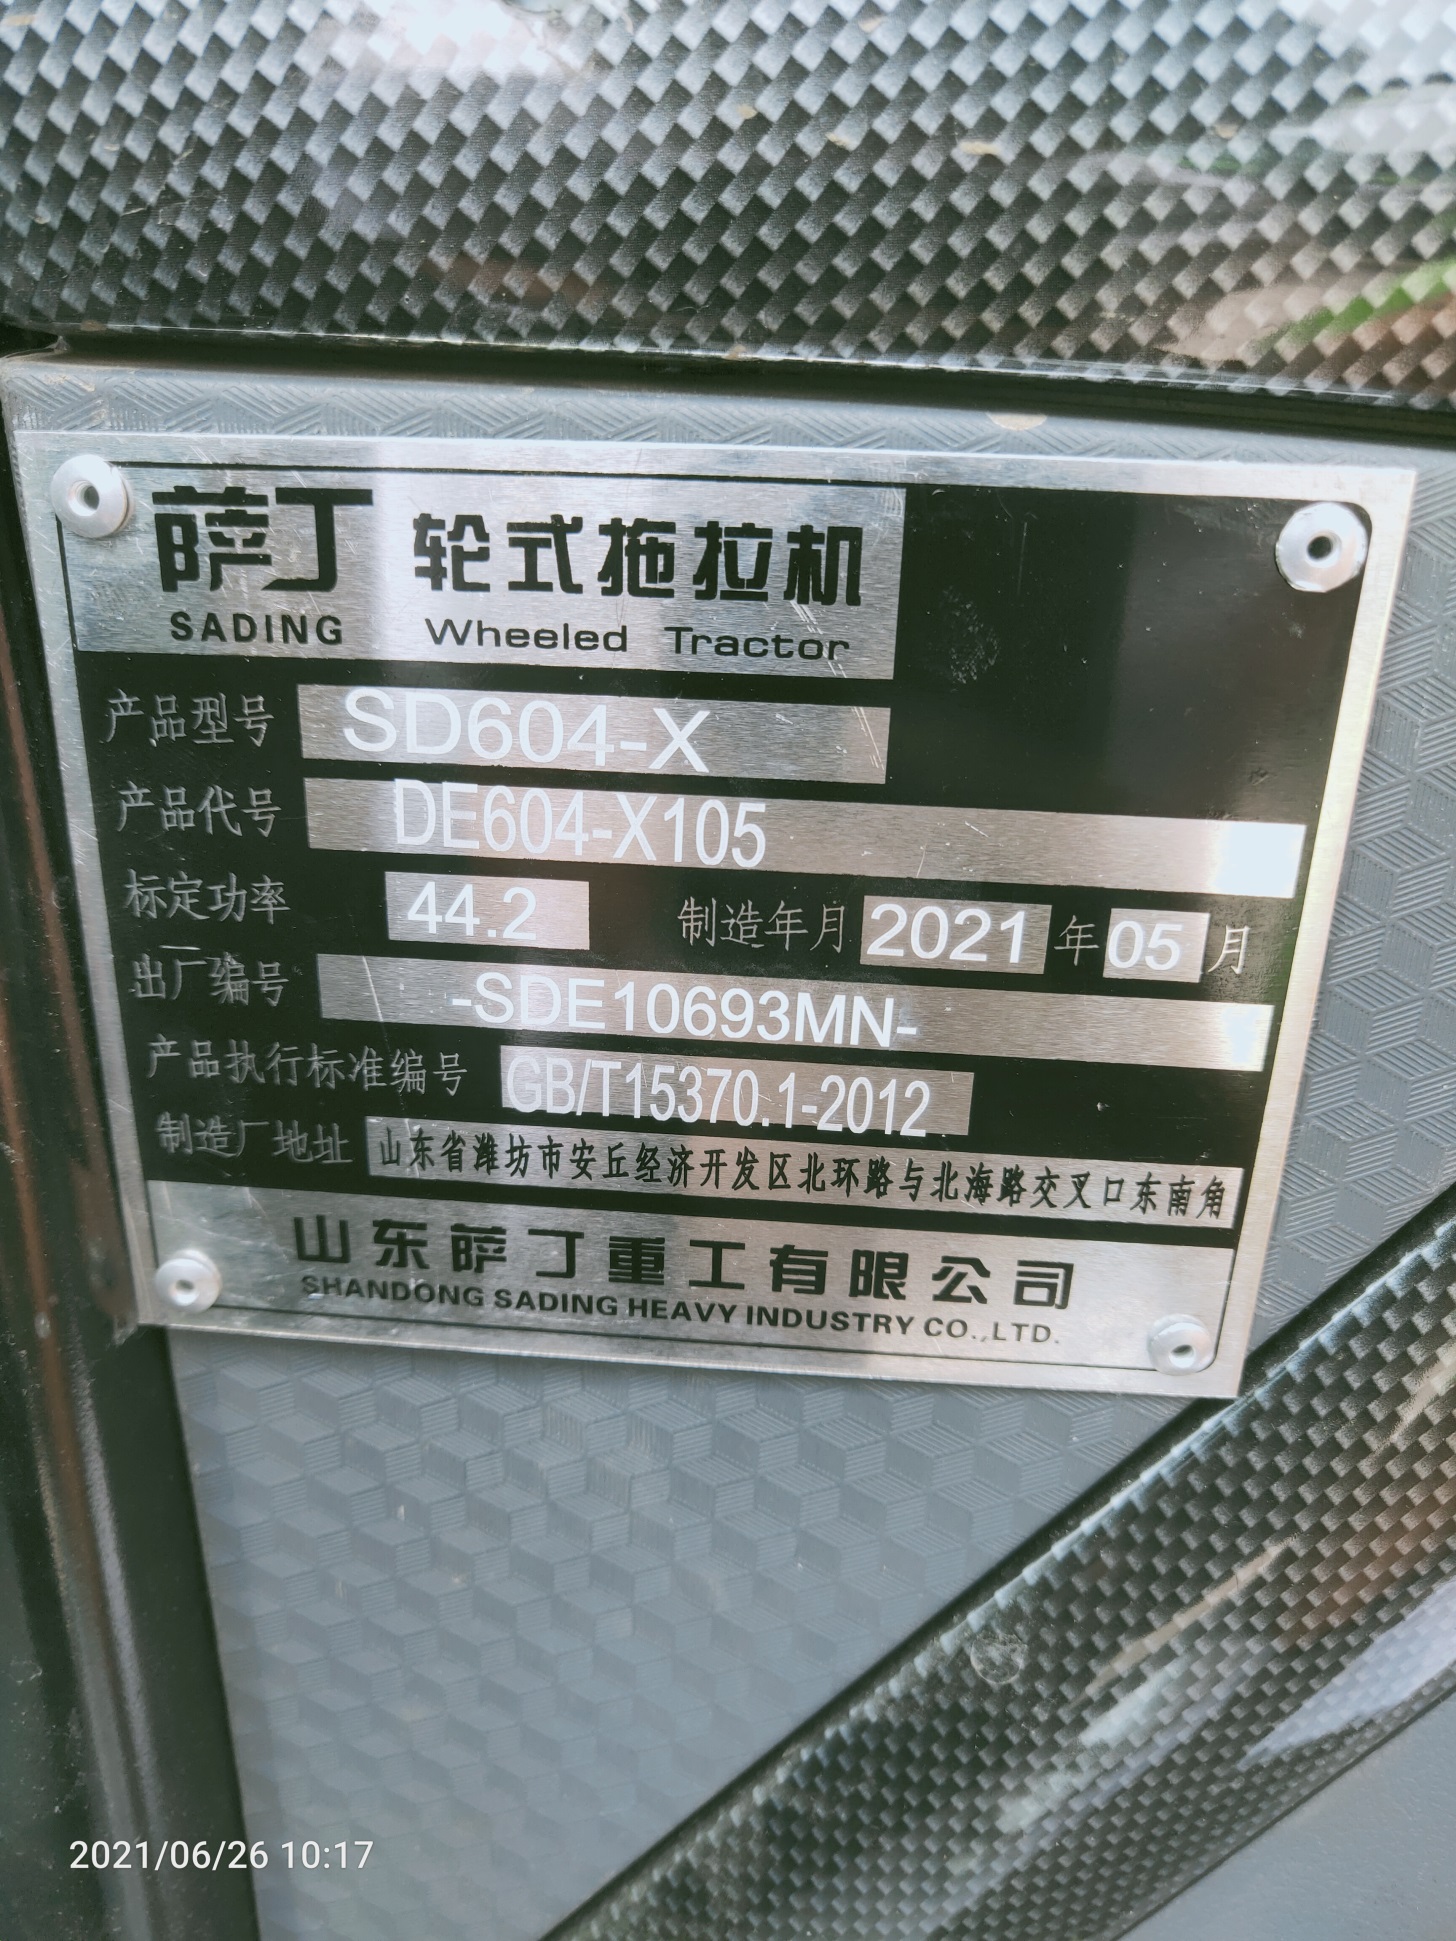 萨丁 轮式拖拉机
SADING Wheeled Tractor
产品型号 SD604-X
产品代号 DE604-X105
标定功率 44.2 制造年月 2021 年 05 月
出厂编号 -SDE10693MN-
产品执行标准编号 GB/T15370.1-2012
制造厂地址 山东省潍坊市安丘经济开发区北环路与北海路交叉口东南角
山东萨丁重工有限公司
SHANDONG SADING HEAVY INDUSTRY CO.,LTD.
2021/06/26 10:17